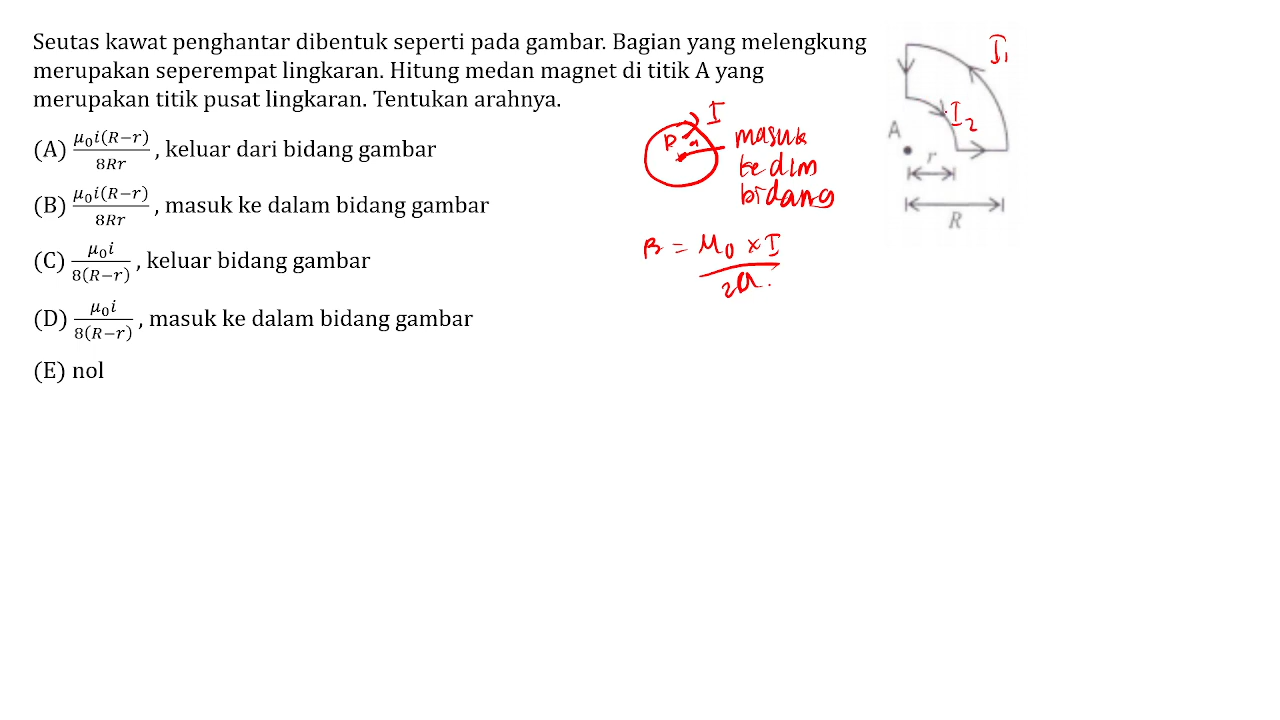 Seutas kawat penghantar dibentuk seperti pada gambar. Bagian yang melengkung
merupakan seperempat lingkaran. Hitung medan magnet di titik A yang
merupakan titik pusat lingkaran. Tentukan arahnya.
(A) μ₀i(R−r)/8Rr , keluar dari bidang gambar
(B) μ₀i(R−r)/8Rr , masuk ke dalam bidang gambar
(C) μ₀i/8(R−r) , keluar bidang gambar
(D) μ₀i/8(R−r) , masuk ke dalam bidang gambar
(E) nol
I
a
masuk
ke dlm
bidang
B = μ₀ × I / 2a.
I₁
I₂
A
r
R